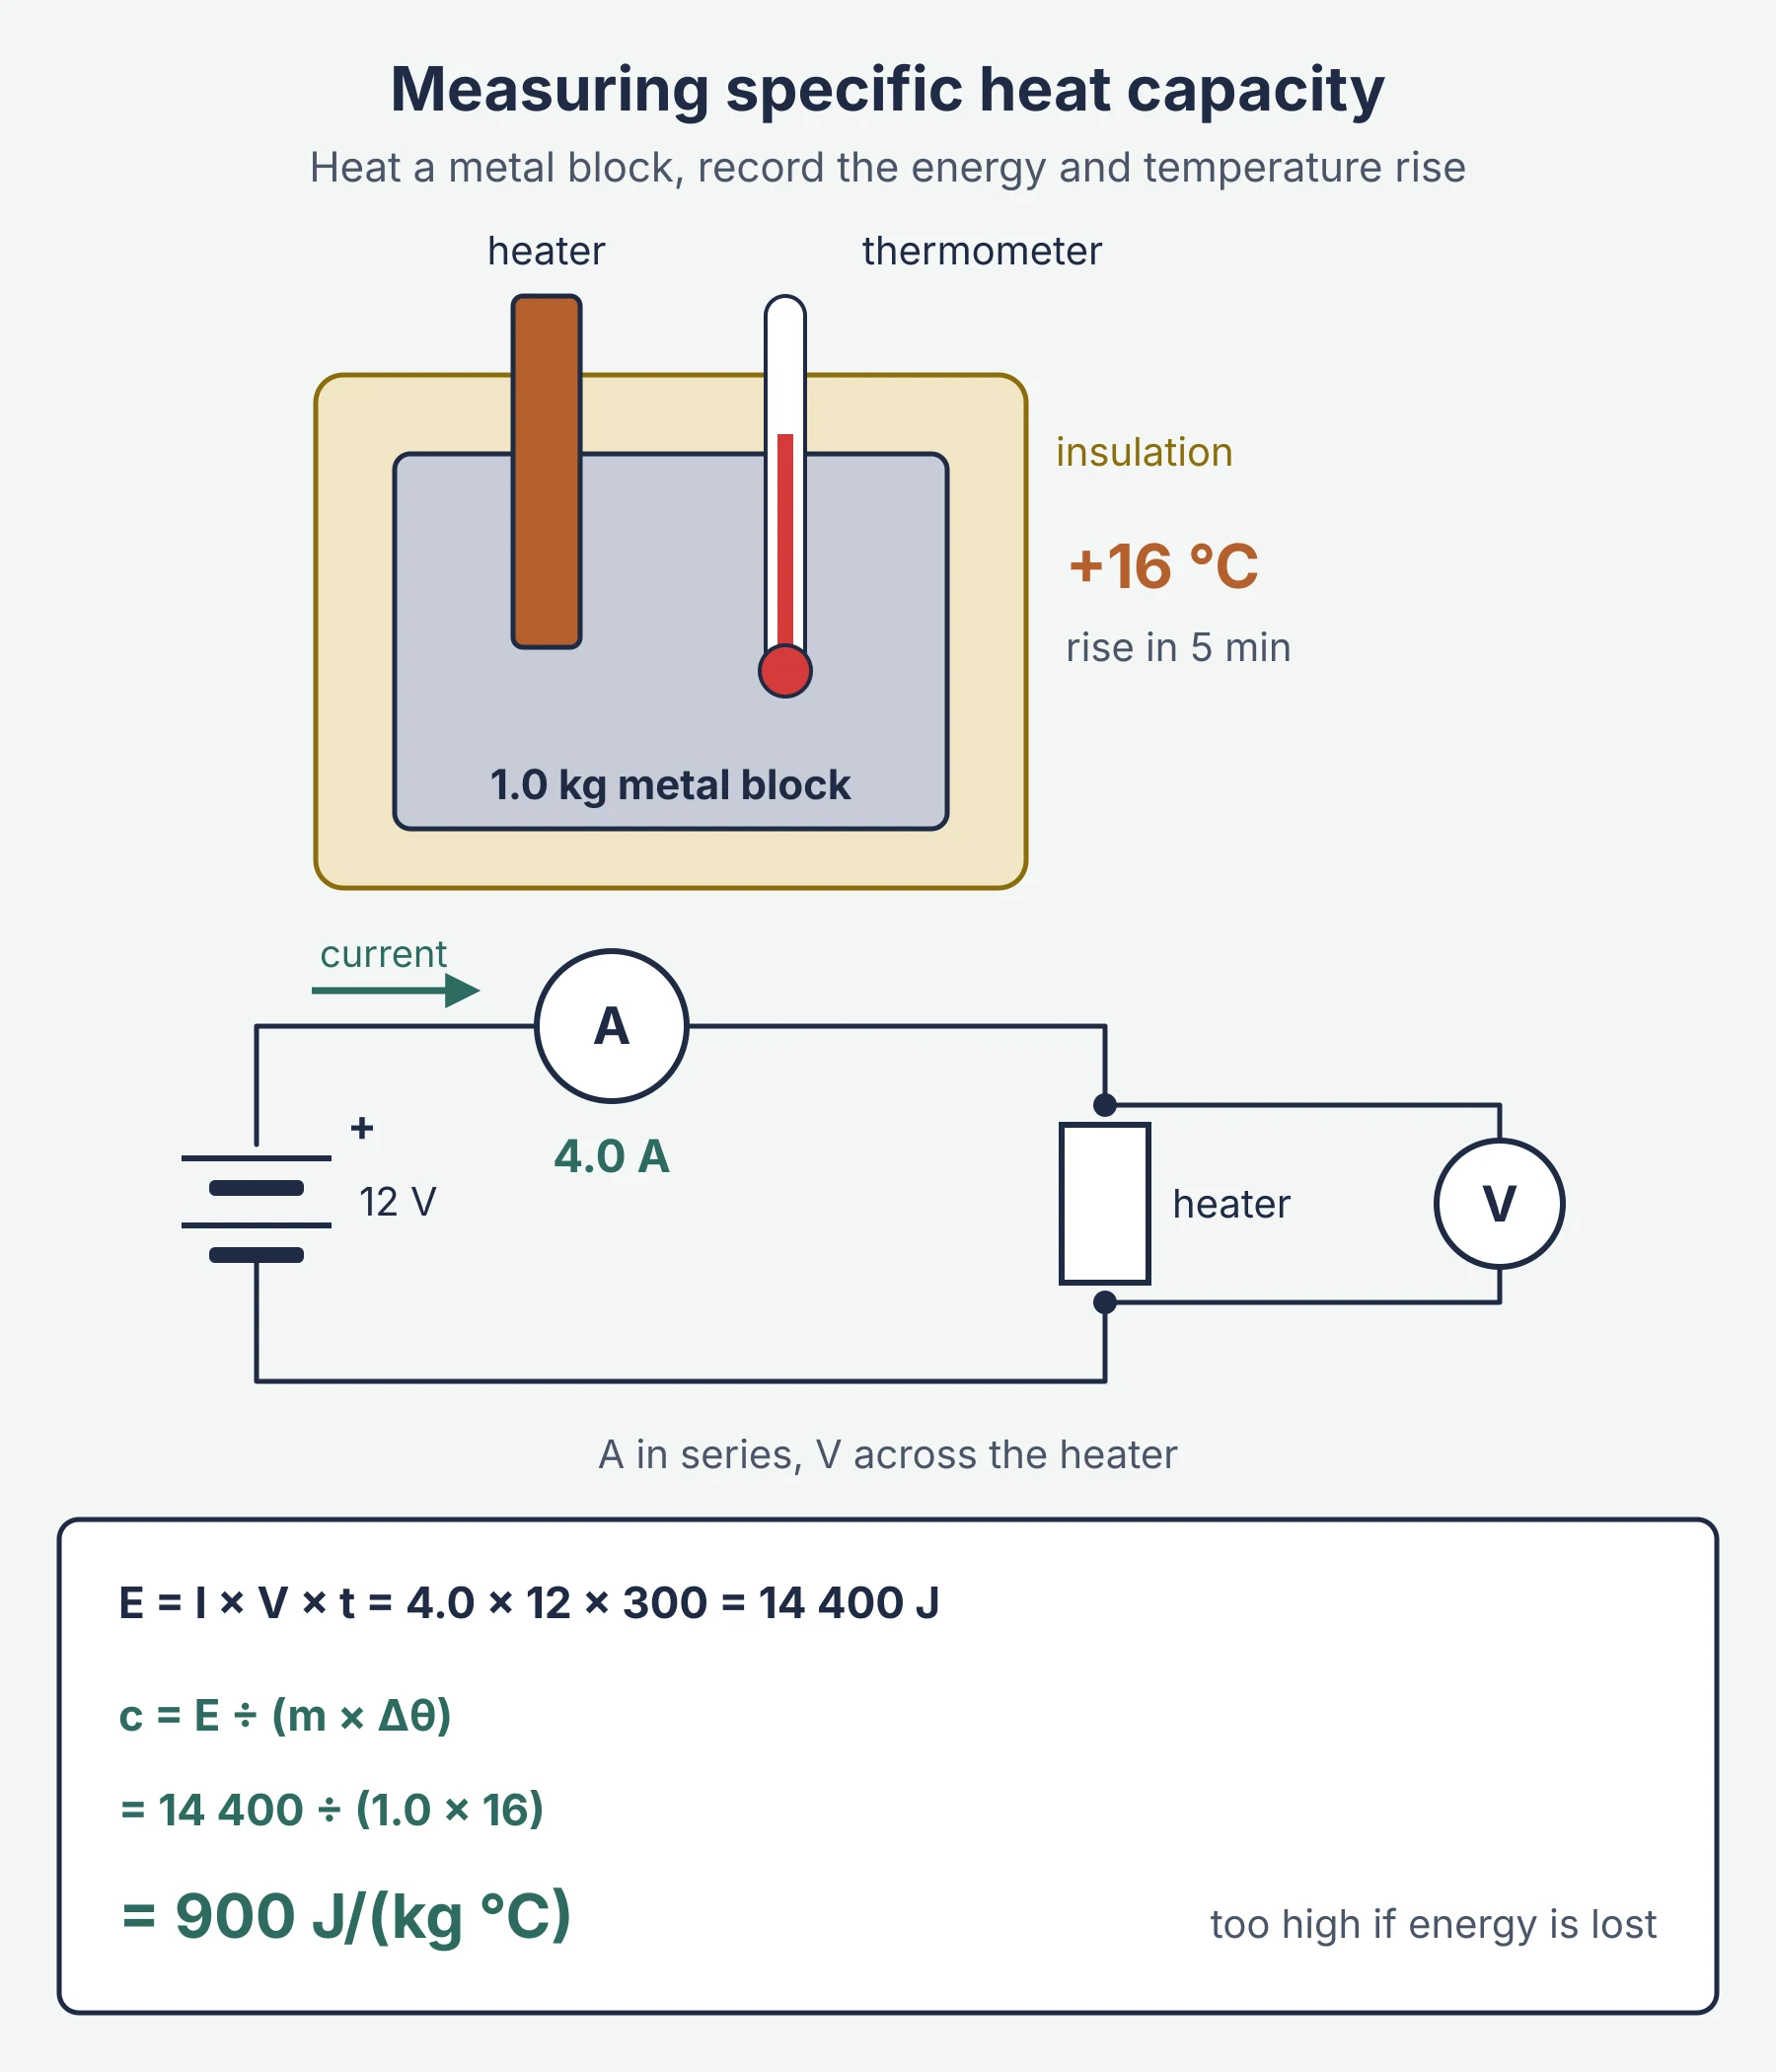 Measuring specific heat capacity
Heat a metal block, record the energy and temperature rise
heater
thermometer
insulation
+16 °C
rise in 5 min
1.0 kg metal block
current
A
+
4.0 A
12 V
heater
V
A in series, V across the heater
E = I × V × t = 4.0 × 12 × 300 = 14 400 J
c = E ÷ (m × Δθ)
= 14 400 ÷ (1.0 × 16)
= 900 J/(kg °C)
too high if energy is lost